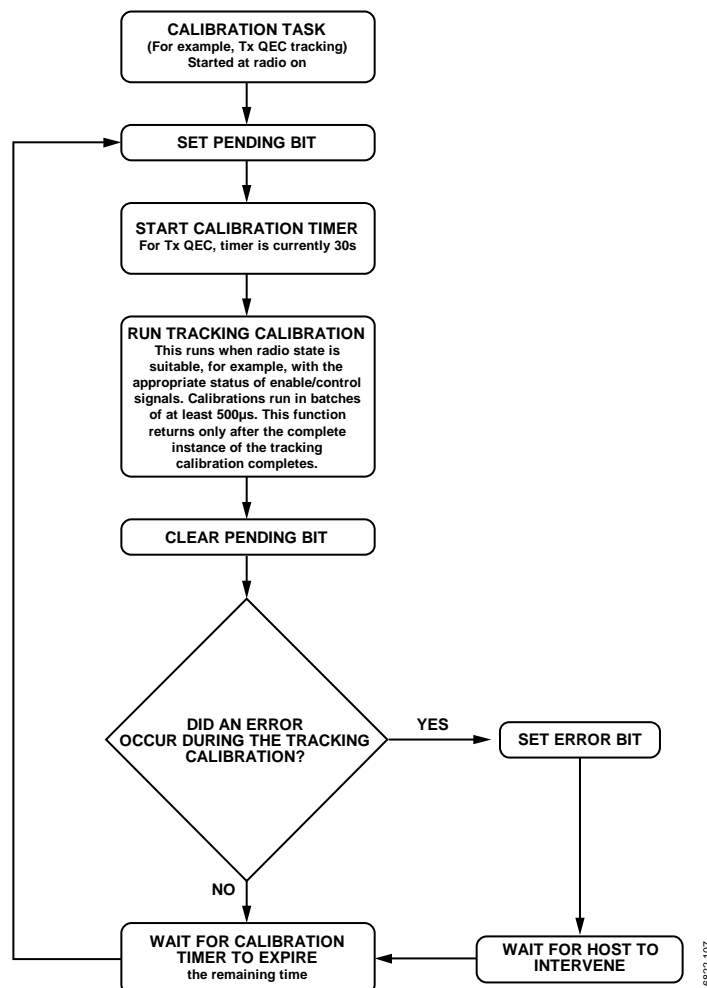 CALIBRATION TASK
(For example, Tx QEC tracking)
Started at radio on
SET PENDING BIT
START CALIBRATION TIMER
For Tx QEC, timer is currently 30s
RUN TRACKING CALIBRATION
This runs when radio state is
suitable, for example, with the
appropriate status of enable/control
signals. Calibrations run in batches
of at least 500µs. This function
returns only after the complete
instance of the tracking
calibration completes.
CLEAR PENDING BIT
DID AN ERROR
OCCUR DURING THE TRACKING
CALIBRATION?
YES
SET ERROR BIT
NO
WAIT FOR CALIBRATION
TIMER TO EXPIRE
the remaining time
WAIT FOR HOST TO
INTERVENE
6822-107